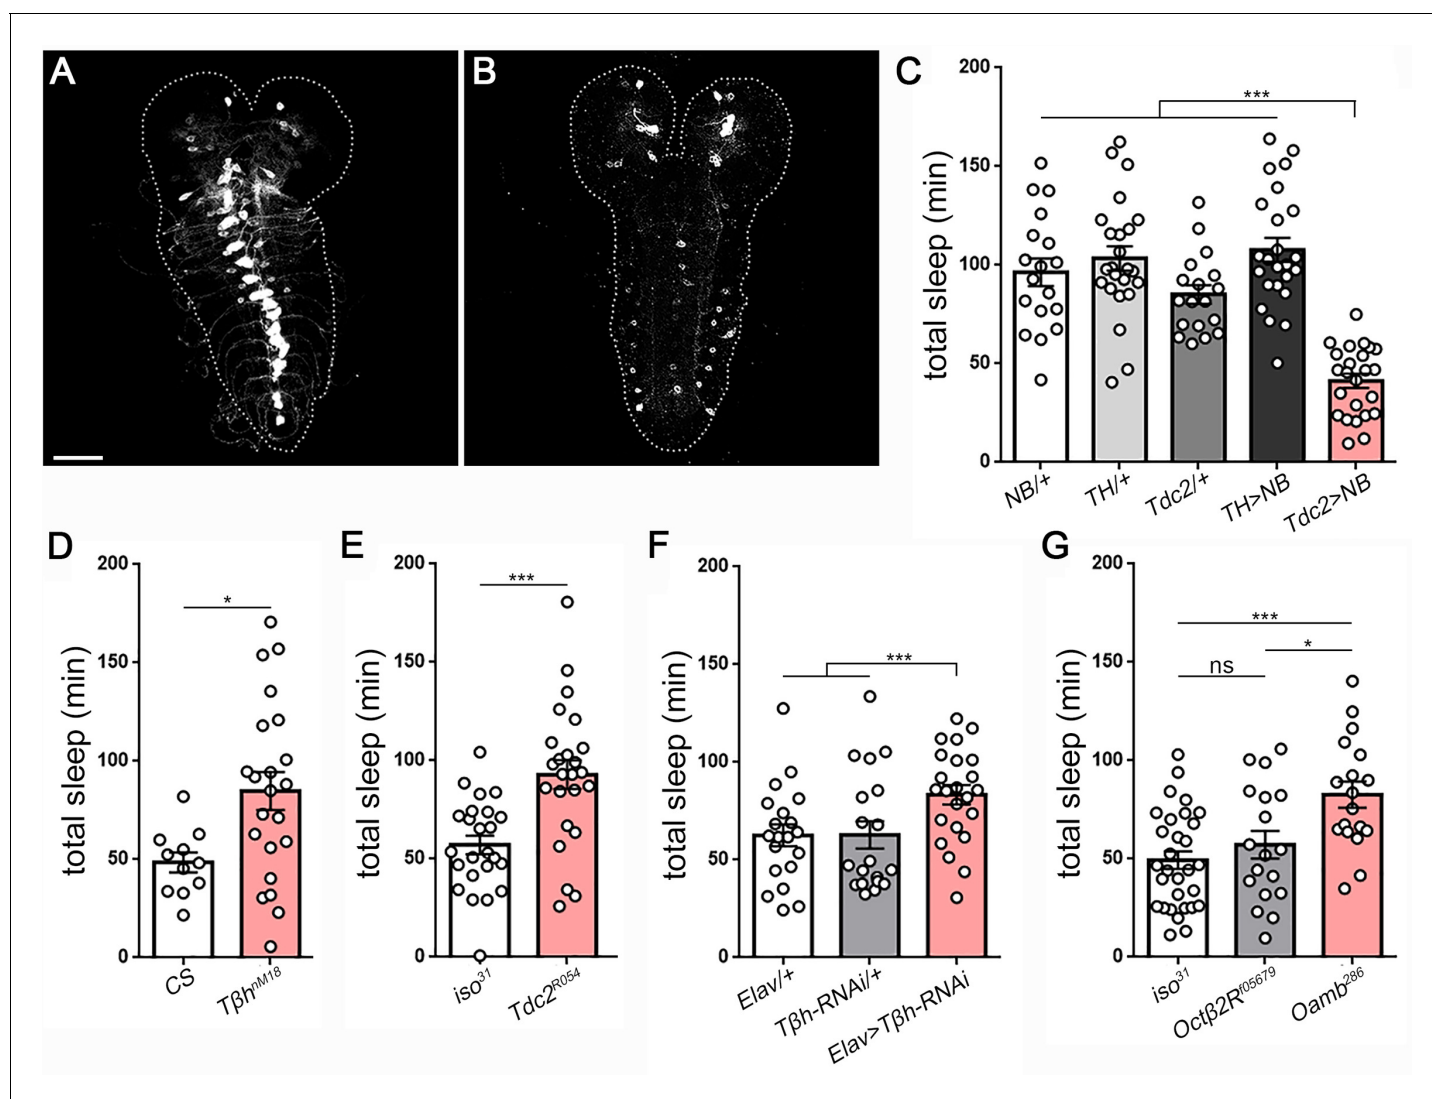 A
B
C
total sleep (min)
200
150
100
50
0
***
NB/+
TH/+
Tdc2/+
TH>NB
Tdc2>NB
D
total sleep (min)
200
150
100
50
0
*
CS
Tβhⁿᴹ¹⁸
E
total sleep (min)
200
150
100
50
0
***
iso³¹
Tdc2ᴿ⁰⁵⁴
F
total sleep (min)
200
150
100
50
0
***
Elav/+
Tβh-RNAi/+
Elav>Tβh-RNAi
G
total sleep (min)
200
150
100
50
0
***
*
ns
iso³¹
Octβ2Rᶠ⁰⁵⁶⁷⁹
Oamb²⁸⁶